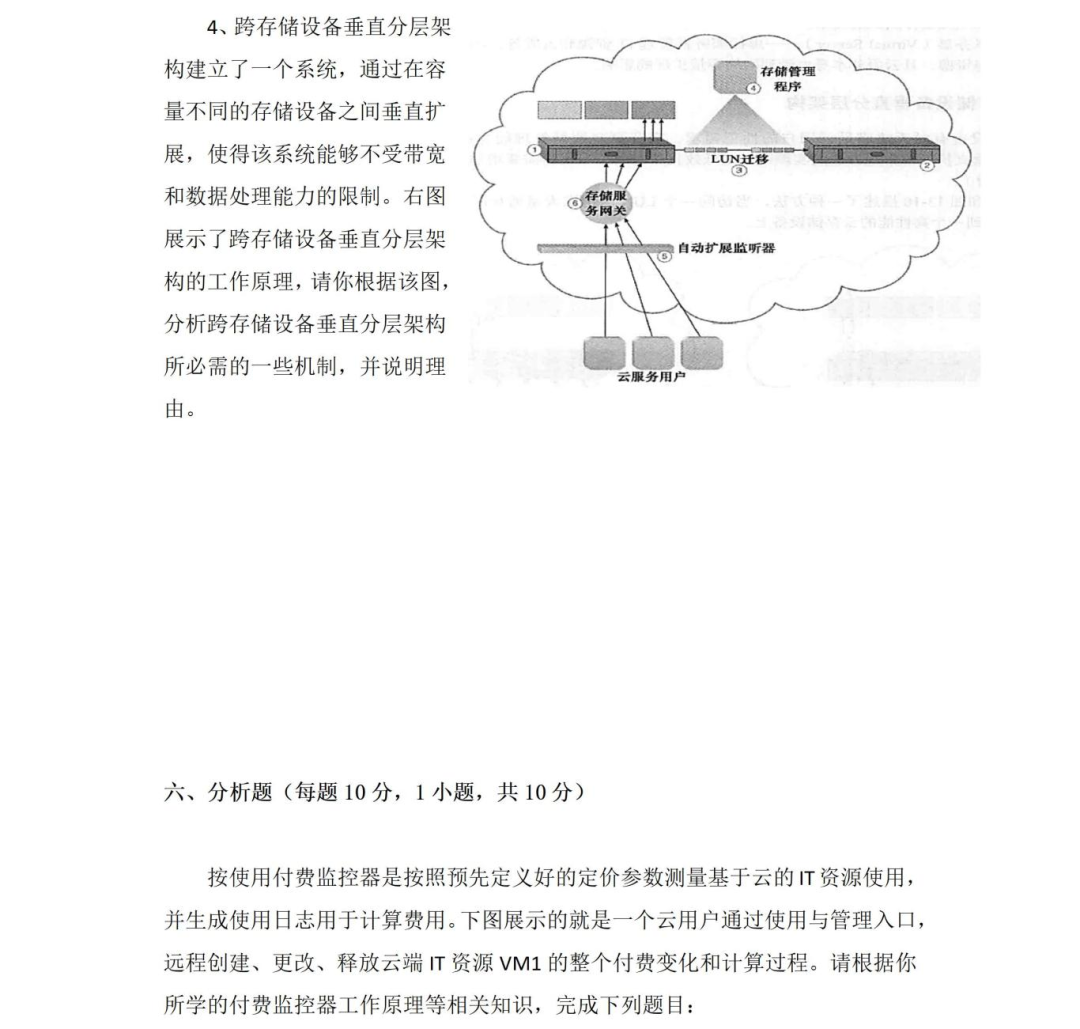 4、跨存储设备垂直分层架
构建立了一个系统，通过在容
量不同的存储设备之间垂直扩
展，使得该系统能够不受带宽
和数据处理能力的限制。右图
展示了跨存储设备垂直分层架
构的工作原理，请你根据该图，
分析跨存储设备垂直分层架构
所必需的一些机制，并说明理
由。
存储管理
程序
④
①
LUN迁移
③
②
存储服
务网关
⑥
自动扩展监听器
⑤
云服务用户
六、分析题（每题 10 分，1 小题，共 10 分）
按使用付费监控器是按照预先定义好的定价参数测量基于云的 IT 资源使用，
并生成使用日志用于计算费用。下图展示的就是一个云用户通过使用与管理入口，
远程创建、更改、释放云端 IT 资源 VM1 的整个付费变化和计算过程。请根据你
所学的付费监控器工作原理等相关知识，完成下列题目：